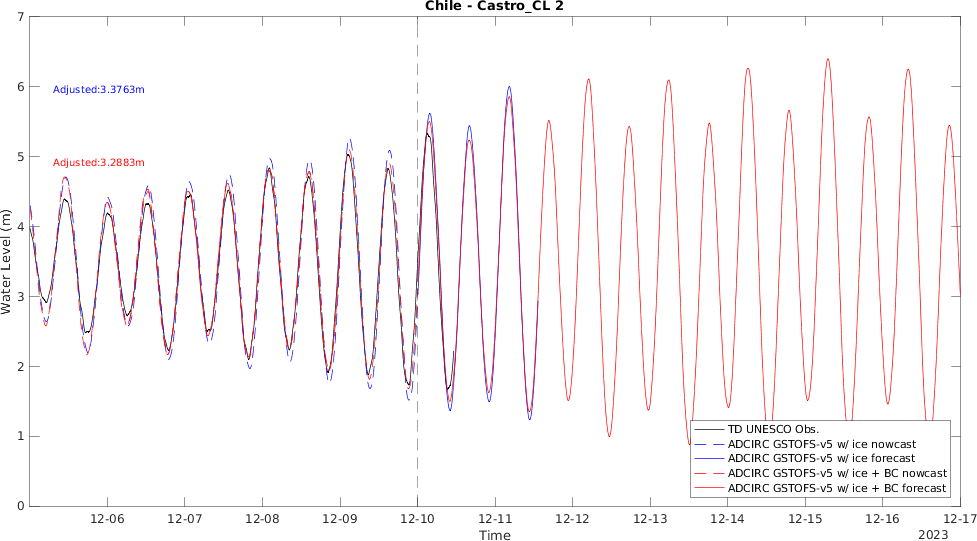 Chile - Castro_CL 2
Adjusted:3.3763m
Adjusted:3.2883m
Water Level (m)
7
6
5
4
3
2
1
0
TD UNESCO Obs.
ADCIRC GSTOFS-v5 w/ ice nowcast
ADCIRC GSTOFS-v5 w/ ice forecast
ADCIRC GSTOFS-v5 w/ ice + BC nowcast
ADCIRC GSTOFS-v5 w/ ice + BC forecast
12-06 12-07 12-08 12-09 12-10 12-11 12-12 12-13 12-14 12-15 12-16 12-17
Time
2023